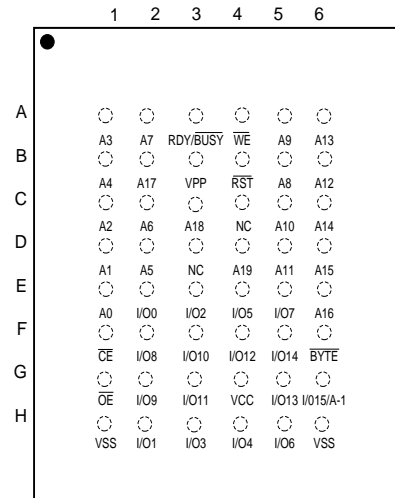 1 2 3 4 5 6
A
A3 A7 RDY/BUSY WE A9 A13
B
A4 A17 VPP RST A8 A12
C
A2 A6 A18 NC A10 A14
D
A1 A5 NC A19 A11 A15
E
A0 I/O0 I/O2 I/O5 I/O7 A16
F
CE I/O8 I/O10 I/O12 I/O14 BYTE
G
OE I/O9 I/O11 VCC I/O13 I/015/A-1
H
VSS I/O1 I/O3 I/O4 I/O6 VSS